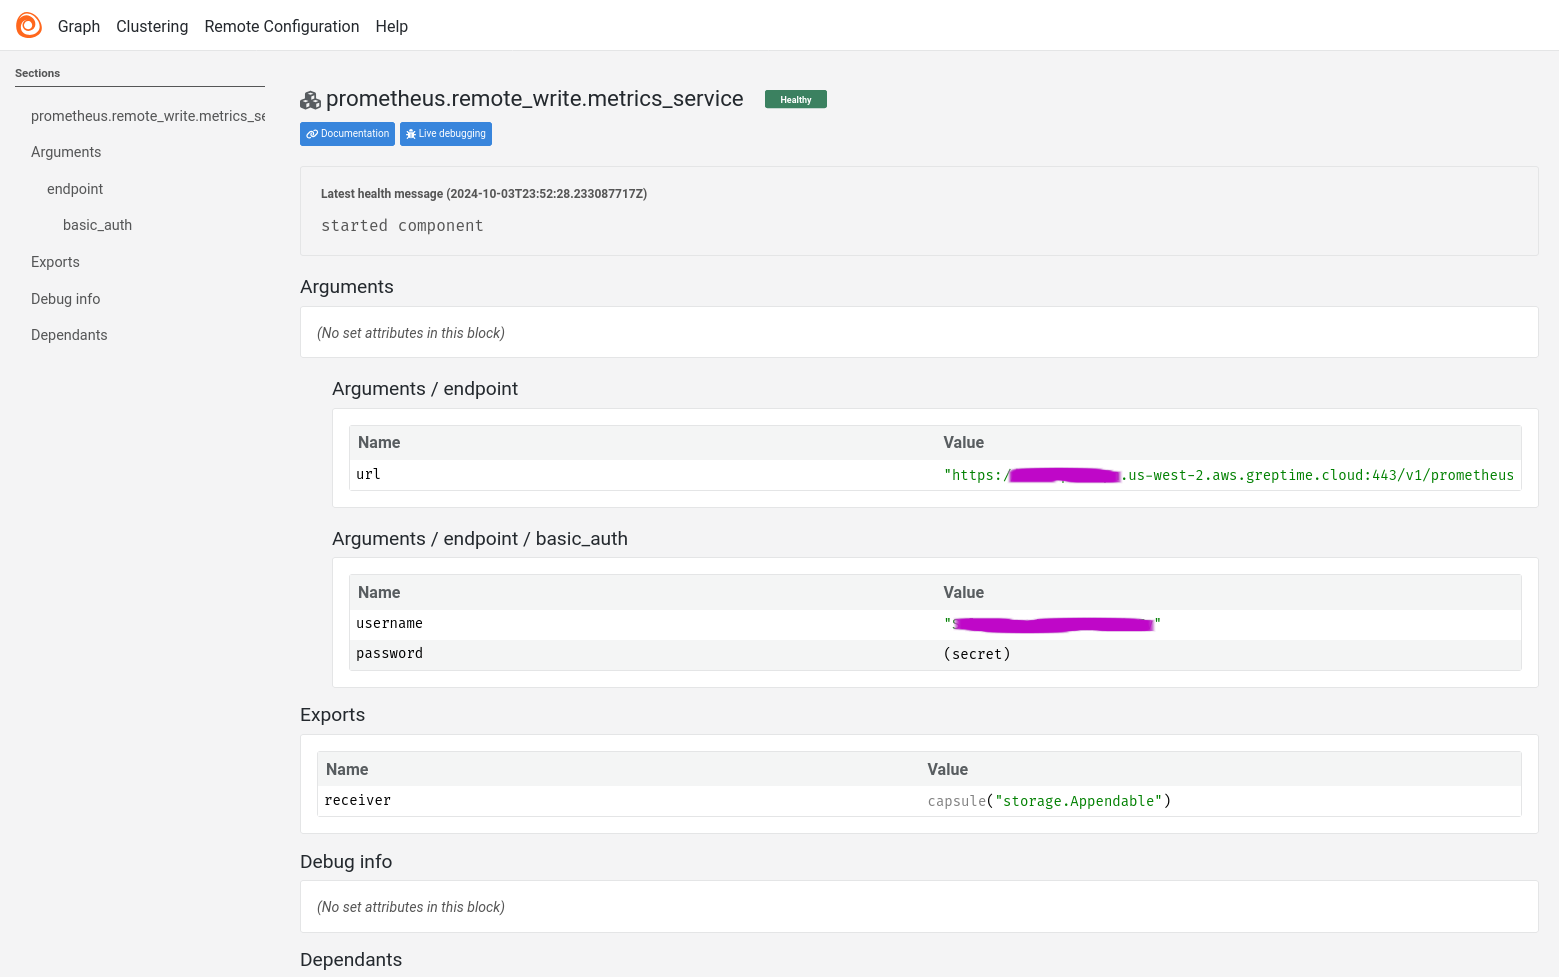 Graph Clustering Remote Configuration Help
Sections
prometheus.remote_write.metrics_se
Arguments
endpoint
basic_auth
Exports
Debug info
Dependants
prometheus.remote_write.metrics_service Healthy
Documentation Live debugging
Latest health message (2024-10-03T23:52:28.233087717Z)
started component
Arguments
(No set attributes in this block)
Arguments / endpoint
Name Value
url "https:/ .us-west-2.aws.greptime.cloud:443/v1/prometheus
Arguments / endpoint / basic_auth
Name Value
username " "
password (secret)
Exports
Name Value
receiver capsule("storage.Appendable")
Debug info
(No set attributes in this block)
Dependants